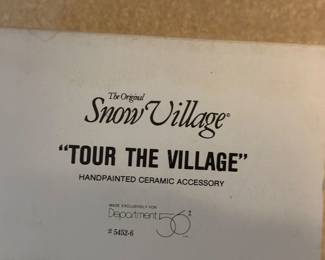 The Original
Snow Village®
"TOUR THE VILLAGE"
HANDPAINTED CERAMIC ACCESSORY
MADE EXCLUSIVELY FOR
Department 56
# 5452-6